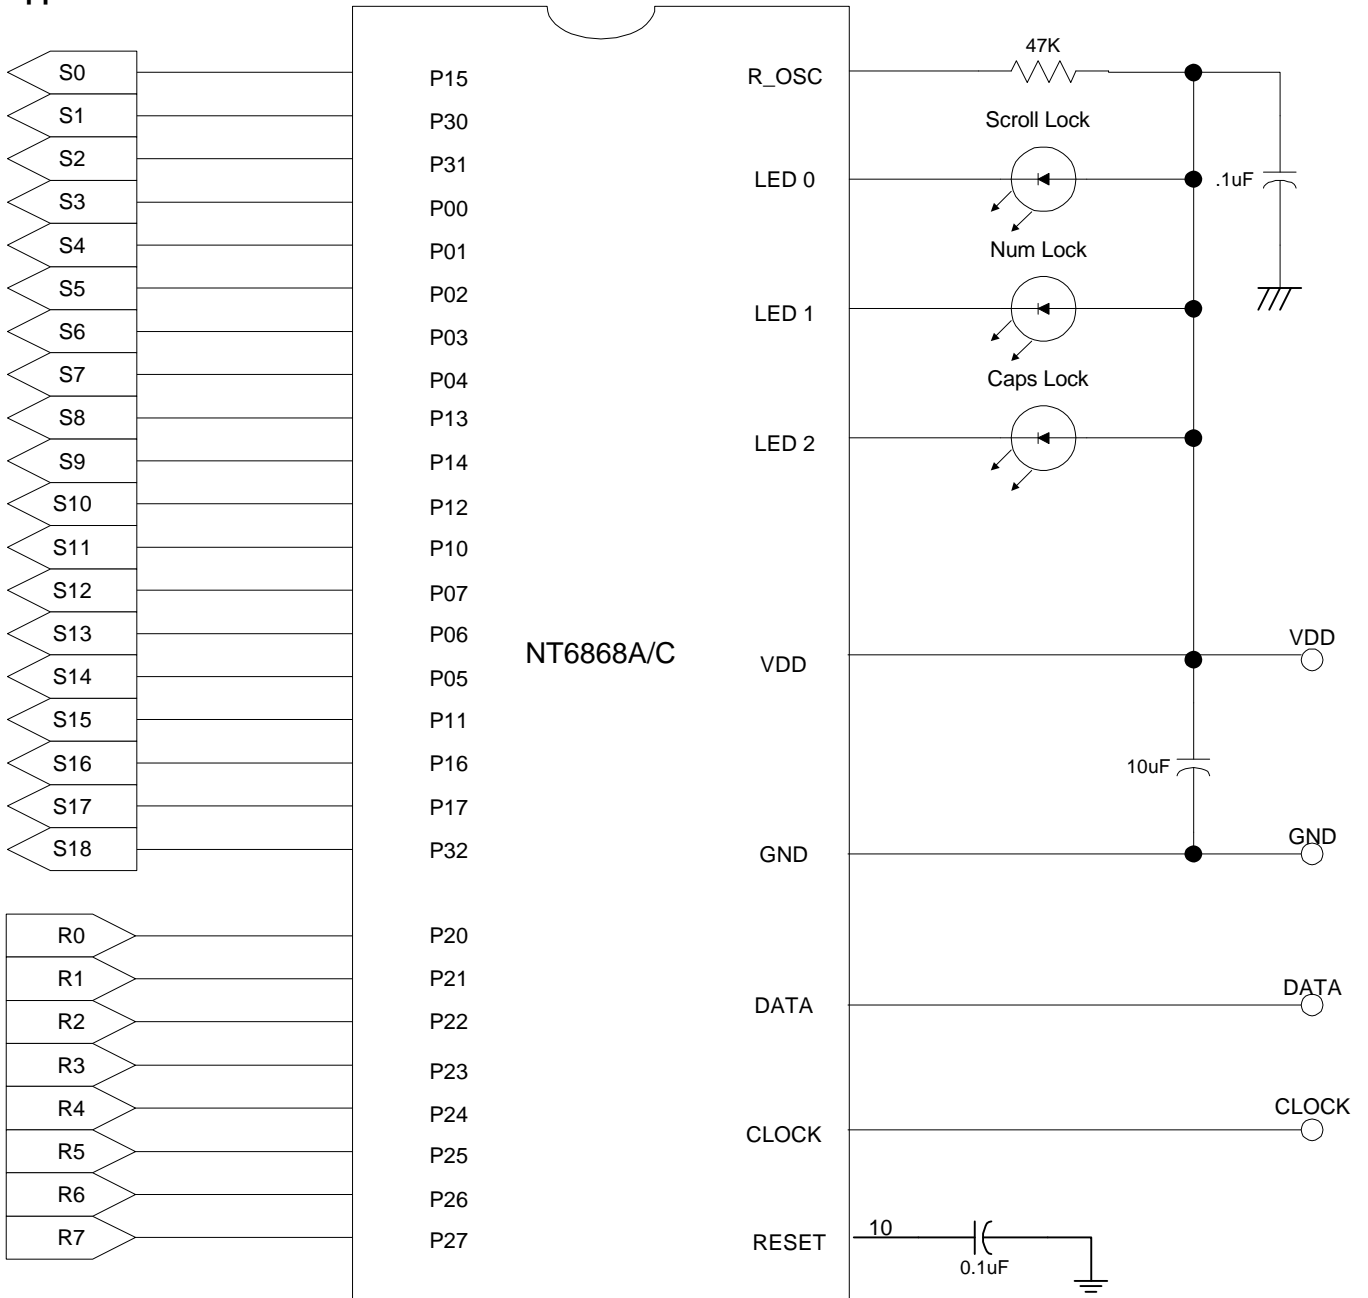 S0 P15 R_OSC 47K
S1 P30 Scroll Lock
S2 P31
LED 0 .1uF
S3 P00
S4 P01 Num Lock
S5 P02
S6 P03 LED 1
S7 P04 Caps Lock
S8 P13
S9 P14 LED 2
S10 P12
S11 P10
S12 P07
S13 P06 VDD
S14 P05 NT6868A/C VDD
S15 P11
S16 P16 10uF
S17 P17
S18 P32 GND GND
R0 P20
R1 P21 DATA
R2 P22 DATA
R3 P23
R4 P24 CLOCK
R5 P25 CLOCK
R6 P26
R7 P27 RESET 10
0.1uF